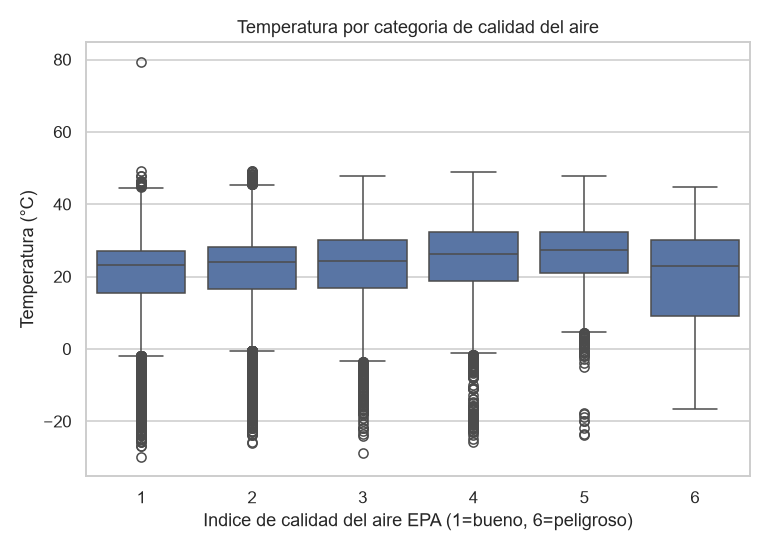 Temperatura por categoria de calidad del aire
Temperatura (°C)
80
60
40
20
0
−20
1 2 3 4 5 6
Indice de calidad del aire EPA (1=bueno, 6=peligroso)